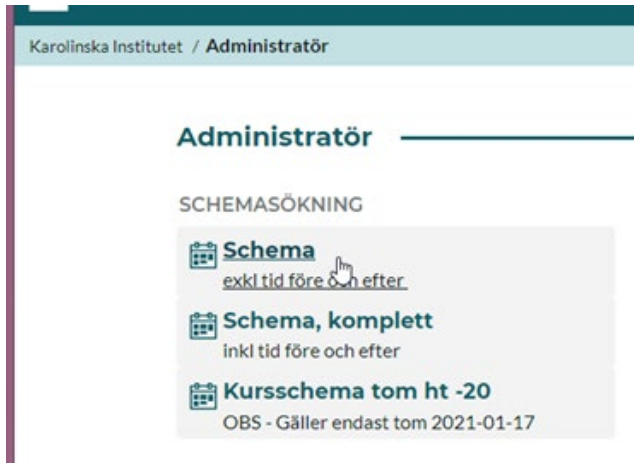 Karolinska Institutet / Administratör
Administratör
SCHEMASÖKNING
Schema
exkl tid före och efter
Schema, komplett
inkl tid före och efter
Kursschema tom ht -20
OBS - Gäller endast tom 2021-01-17